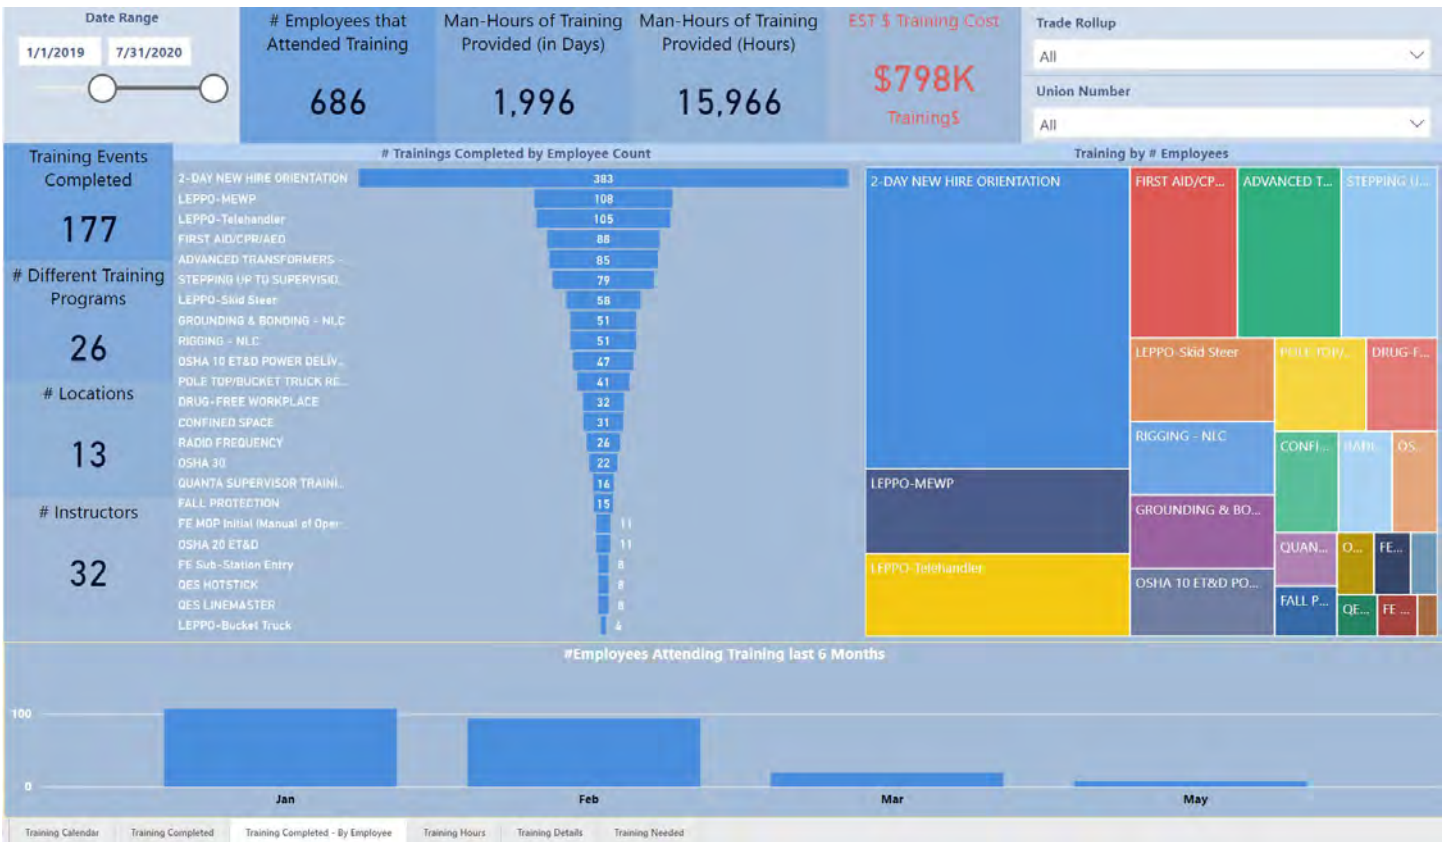 Date Range
1/1/2019 7/31/2020
# Employees that
Attended Training
686
Man-Hours of Training
Provided (in Days)
1,996
Man-Hours of Training
Provided (Hours)
15,966
EST $ Training Cost
$798K
Training$
Trade Rollup
All
Union Number
All
Training Events
Completed
177
# Different Training
Programs
26
# Locations
13
# Instructors
32
# Trainings Completed by Employee Count
2-DAY NEW HIRE ORIENTATION 383
LEPPO-MEWP 108
LEPPO-Telehandler 105
FIRST AID/CPR/AED 88
ADVANCED TRANSFORMERS - 85
STEPPING UP TO SUPERVISIO... 79
LEPPO-Skid Steer 58
GROUNDING & BONDING - NLC 51
RIGGING - NLC 51
OSHA 10 ET&D POWER DELIV... 47
POLE TOP/BUCKET TRUCK RE... 41
DRUG-FREE WORKPLACE 32
CONFINED SPACE 31
RADIO FREQUENCY 26
OSHA 30 22
QUANTA SUPERVISOR TRAINI... 16
FALL PROTECTION 15
FE MOP Initial (Manual of Oper... 11
OSHA 20 ET&D 11
FE Sub-Station Entry 8
QES HOTSTICK 8
QES LINEMASTER 8
LEPPO-Bucket Truck
Training by # Employees
2-DAY NEW HIRE ORIENTATION
LEPPO-MEWP
LEPPO-Telehandler
FIRST AID/CP...
ADVANCED T...
STEPPING U...
LEPPO-Skid Steer
POLE TOP/...
DRUG-F...
RIGGING - NLC
GROUNDING & BO...
OSHA 10 ET&D PO...
CONFI...
RADI...
OS...
QUAN...
O...
FE...
FALL P...
QE...
FE ...
#Employees Attending Training last 6 Months
100
0
Jan Feb Mar May
Training Calendar Training Completed Training Completed - By Employee Training Hours Training Details Training Needed